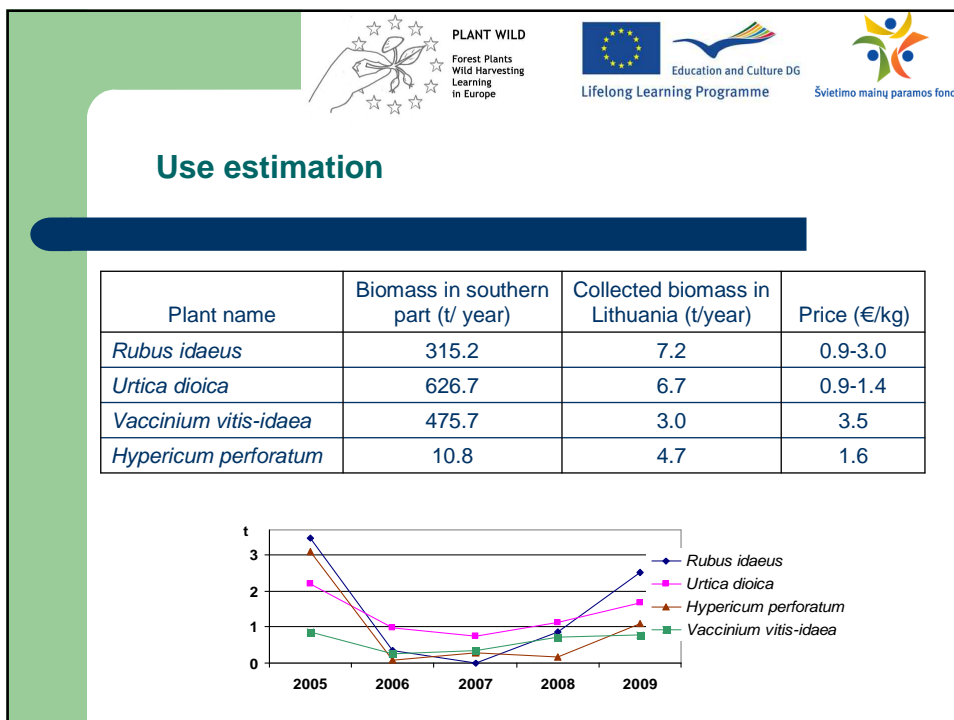 PLANT WILD
Forest Plants
Wild Harvesting
Learning
in Europe
Education and Culture DG
Lifelong Learning Programme
Švietimo mainų paramos fond
Use estimation
Plant name | Biomass in southern part (t/ year) | Collected biomass in Lithuania (t/year) | Price (€/kg)
Rubus idaeus | 315.2 | 7.2 | 0.9-3.0
Urtica dioica | 626.7 | 6.7 | 0.9-1.4
Vaccinium vitis-idaea | 475.7 | 3.0 | 3.5
Hypericum perforatum | 10.8 | 4.7 | 1.6
t
3
2
1
0
2005 2006 2007 2008 2009
Rubus idaeus
Urtica dioica
Hypericum perforatum
Vaccinium vitis-idaea